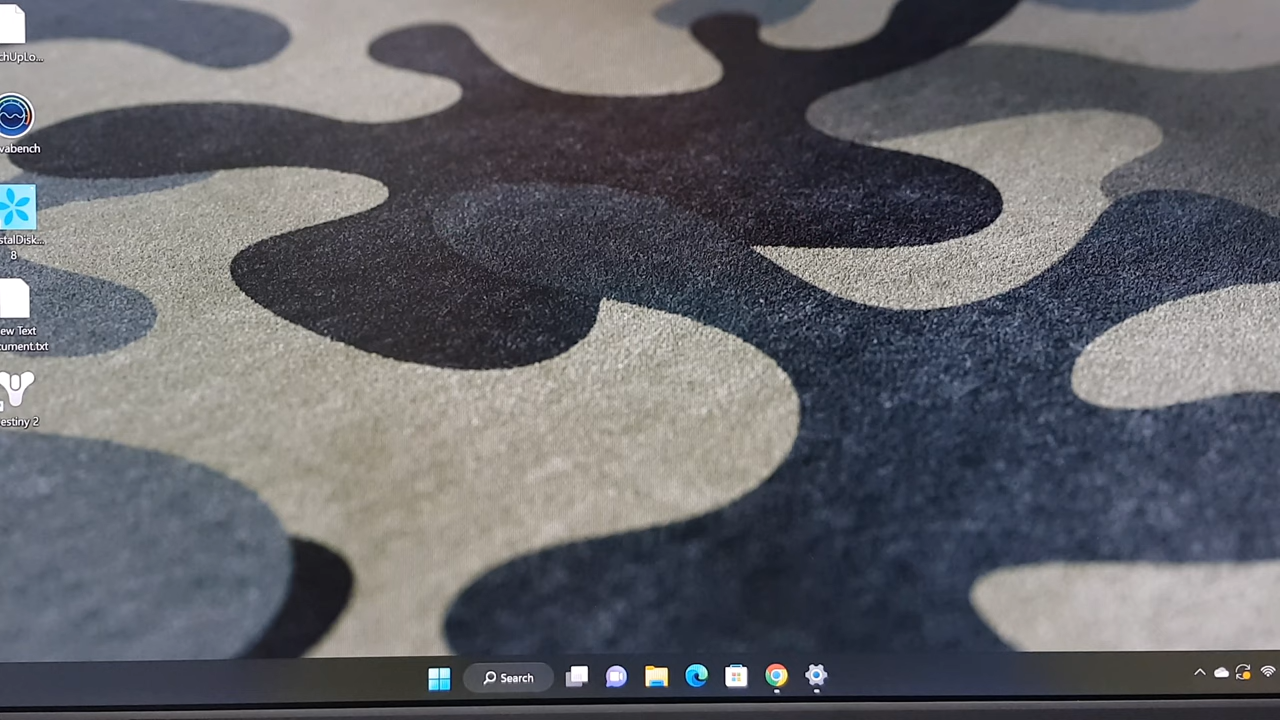 chUpLo...
vabench
stalDisk...
8
ew Text
cument.txt
estiny 2
Search